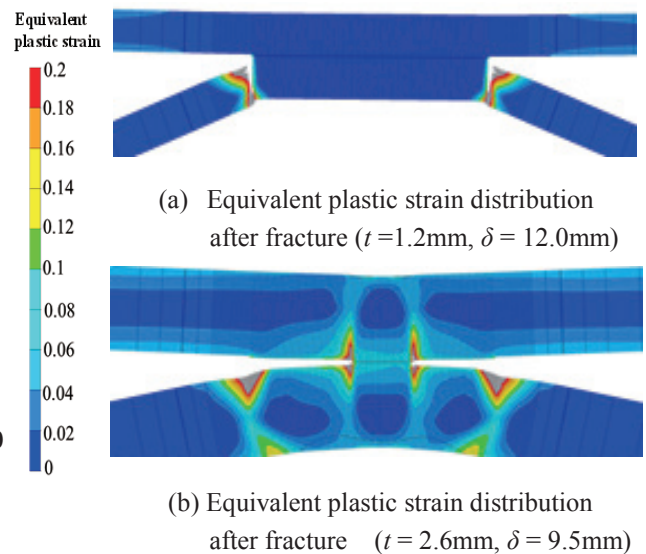 Equivalent
plastic strain
0.2
0.18
0.16
0.14
0.12
0.1
0.08
0.06
0.04
0.02
0
(a) Equivalent plastic strain distribution
after fracture (t =1.2mm, δ = 12.0mm)
(b) Equivalent plastic strain distribution
after fracture (t = 2.6mm, δ = 9.5mm)